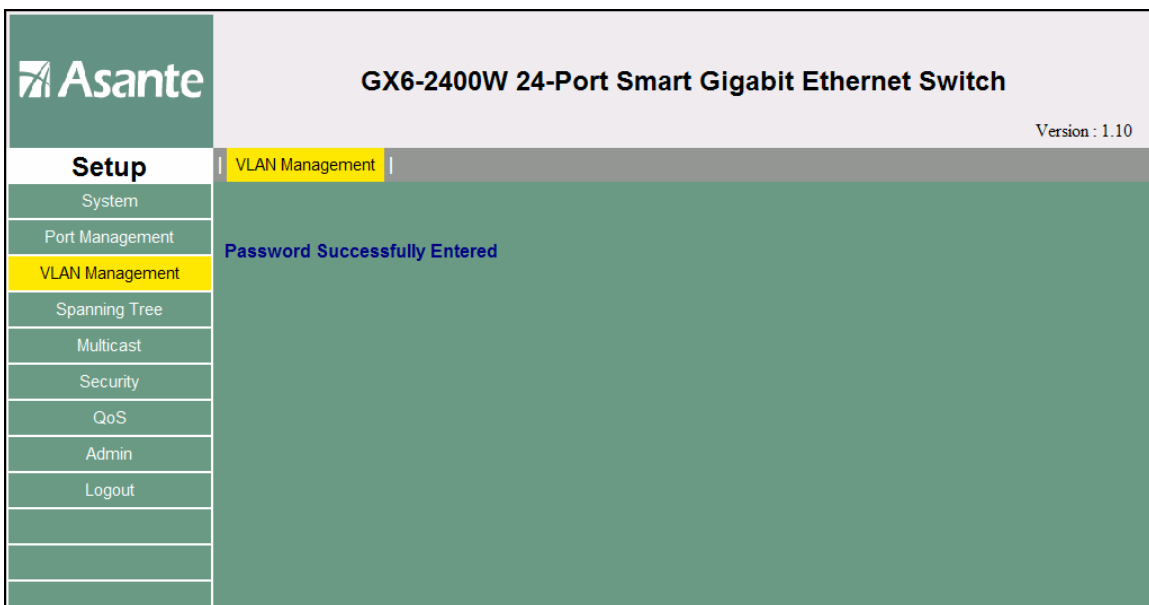 Asante
GX6-2400W 24-Port Smart Gigabit Ethernet Switch
Version : 1.10
Setup
| VLAN Management |
System
Port Management
VLAN Management
Spanning Tree
Multicast
Security
QoS
Admin
Logout
Password Successfully Entered